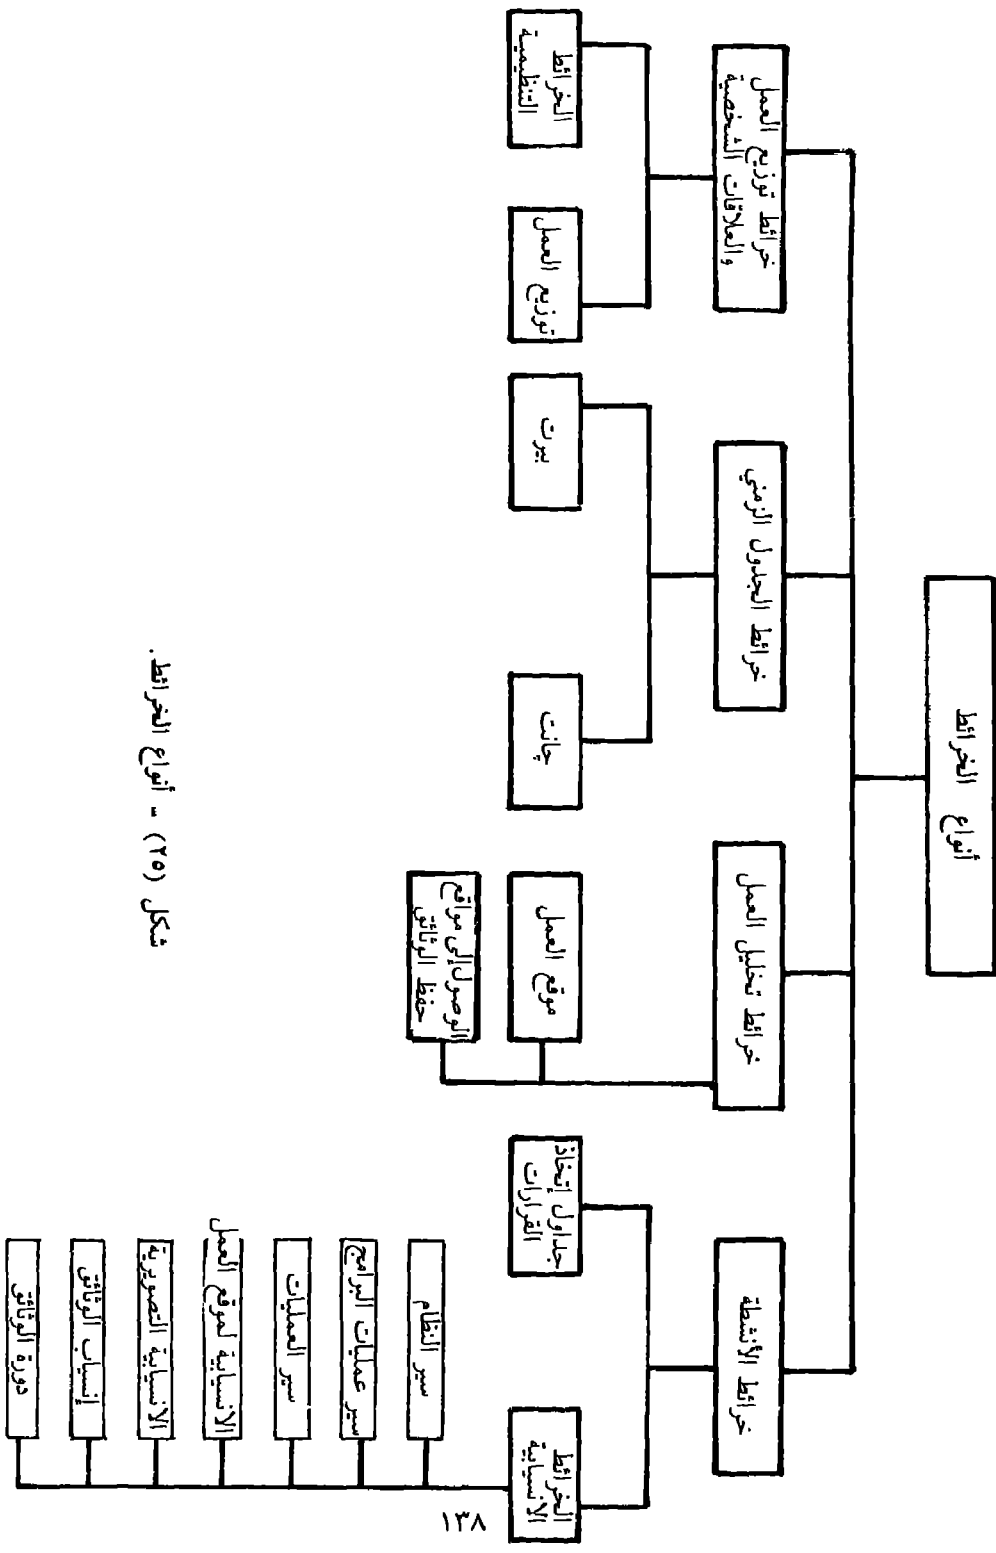 أنواع الخرائط
خرائط الأنشطة
خرائط تحليل العمل
خرائط الجدول الزمني
خرائط توزيع العمل
والعلاقات الشخصية
الخرائط
الانسيابية
جداول إتخاذ
القرارات
موقع العمل
الوصول إلى مواقع
حفظ الوثائق
چانت
بيرت
توزيع العمل
الخرائط
التنظيمية
سير النظام
سير عمليات البرامج
سير العمليات
الانسيابية لموقع العمل
الانسيابية التصويرية
إنسياب الوثائق
دورة الوثائق
شكل (٢٥) - أنواع الخرائط.
١٣٨